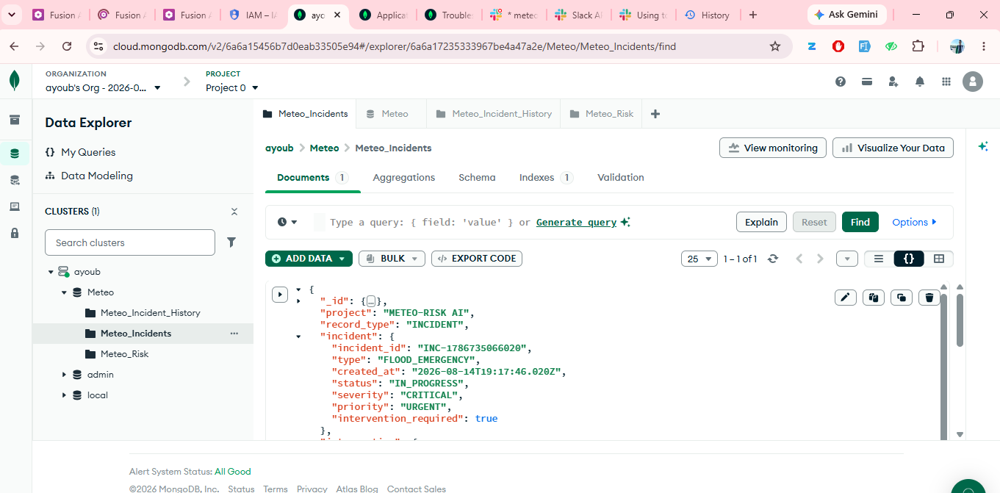 Fusion
Fusion
Fusion
IAM – I
ayo
Applicat
Trouble
* meteo
Slack A
Using t
History
Ask Gemini
cloud.mongodb.com/v2/6a6a15456b7d0eab33505e94#/explorer/6a6a17235333967be4a47a2e/Meteo/Meteo_Incidents/find
ORGANIZATION
ayoub's Org - 2026-0...
PROJECT
Project 0
Data Explorer
My Queries
Data Modeling
CLUSTERS (1)
Search clusters
ayoub
Meteo
Meteo_Incident_History
Meteo_Incidents
Meteo_Risk
admin
local
Meteo_Incidents
Meteo
Meteo_Incident_History
Meteo_Risk
ayoub > Meteo > Meteo_Incidents
View monitoring
Visualize Your Data
Documents 1
Aggregations
Schema
Indexes 1
Validation
Type a query: { field: 'value' } or Generate query
Explain
Reset
Find
Options
ADD DATA
BULK
EXPORT CODE
25
1 – 1 of 1
{
"_id": {...},
"project": "METEO-RISK AI",
"record_type": "INCIDENT",
"incident": {
"incident_id": "INC-1786735066020",
"type": "FLOOD_EMERGENCY",
"created_at": "2026-08-14T19:17:46.020Z",
"status": "IN_PROGRESS",
"severity": "CRITICAL",
"priority": "URGENT",
"intervention_required": true
},
Alert System Status: All Good
©2026 MongoDB, Inc. Status Terms Privacy Atlas Blog Contact Sales